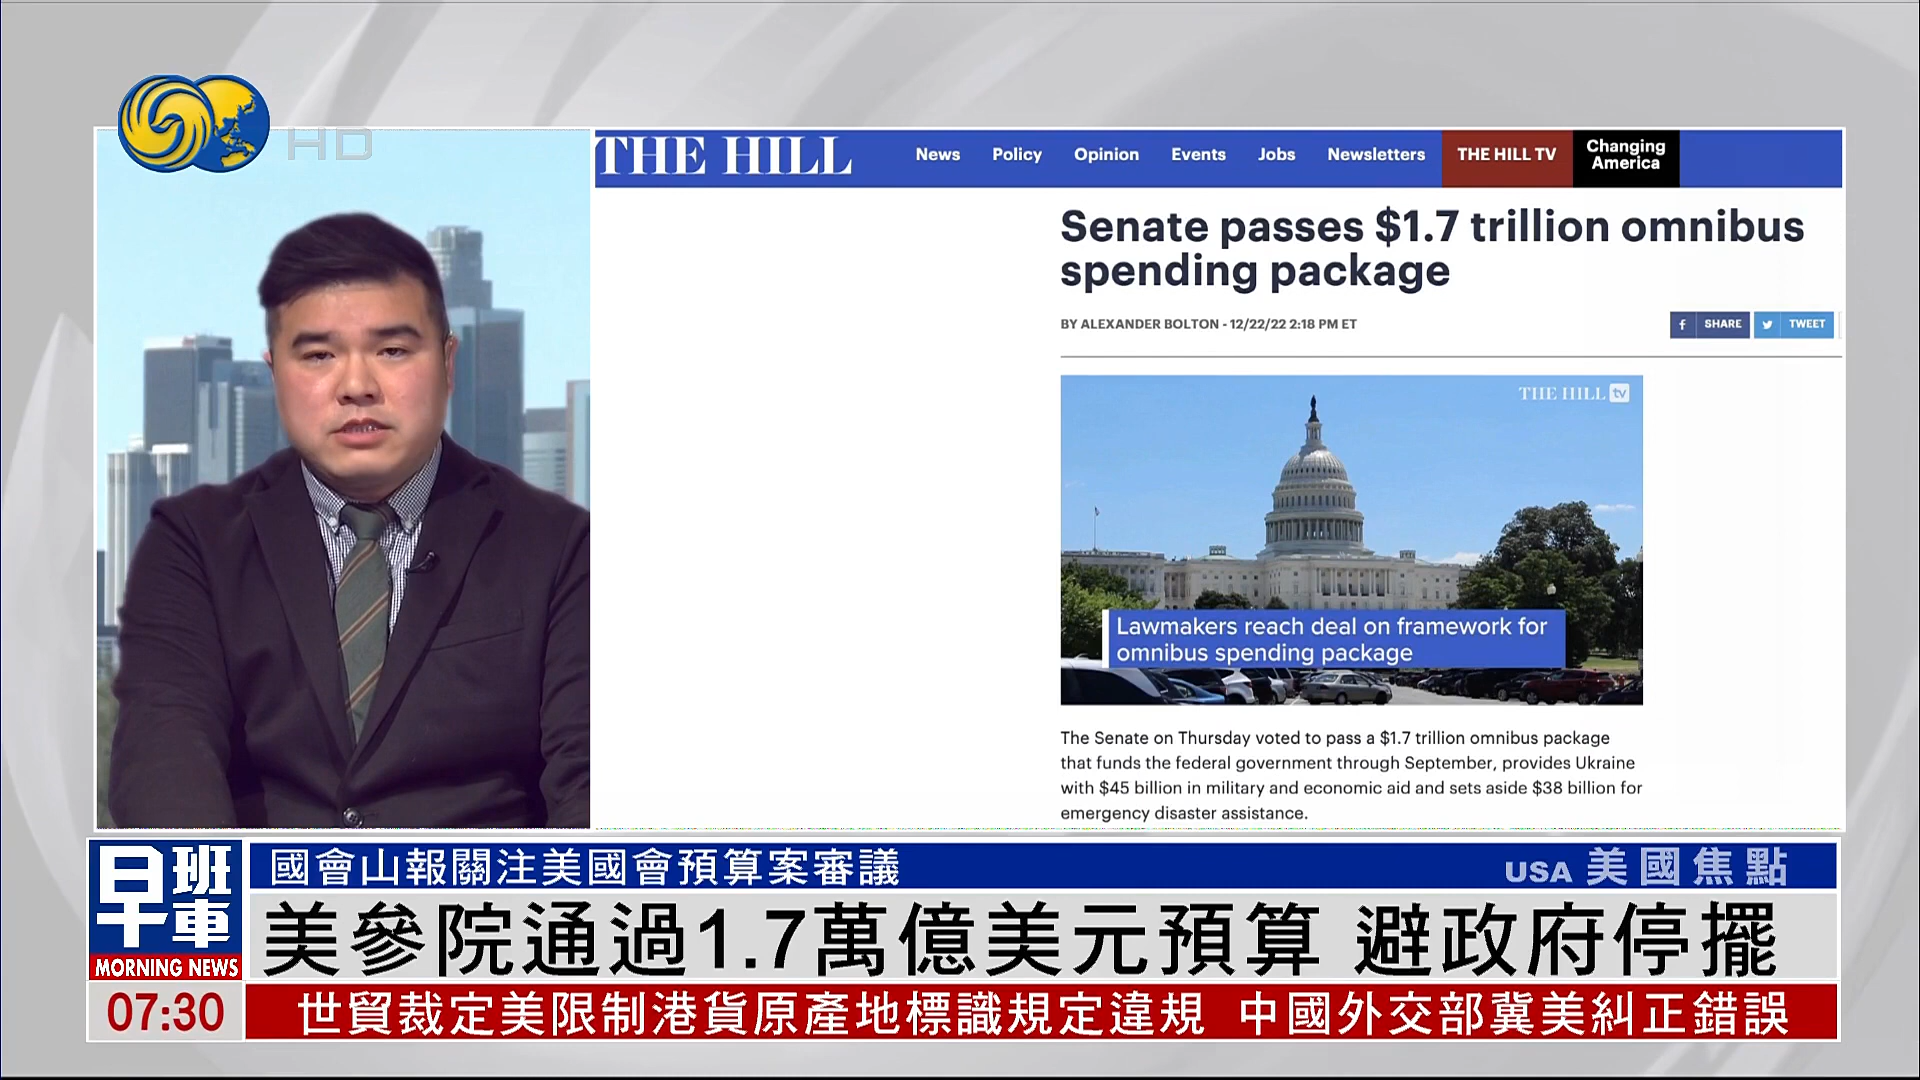 HD
THE HILL
News Policy Opinion Events Jobs Newsletters THE HILL TV Changing America
Senate passes $1.7 trillion omnibus
spending package
BY ALEXANDER BOLTON - 12/22/22 2:18 PM ET
SHARE TWEET
THE HILL tv
Lawmakers reach deal on framework for
omnibus spending package
The Senate on Thursday voted to pass a $1.7 trillion omnibus package
that funds the federal government through September, provides Ukraine
with $45 billion in military and economic aid and sets aside $38 billion for
emergency disaster assistance.
早班車
MORNING NEWS
07:30
國會山報關注美國會預算案審議
USA 美國焦點
美參院通過1.7萬億美元預算 避政府停擺
世貿裁定美限制港貨原產地標識規定違規 中國外交部冀美糾正錯誤